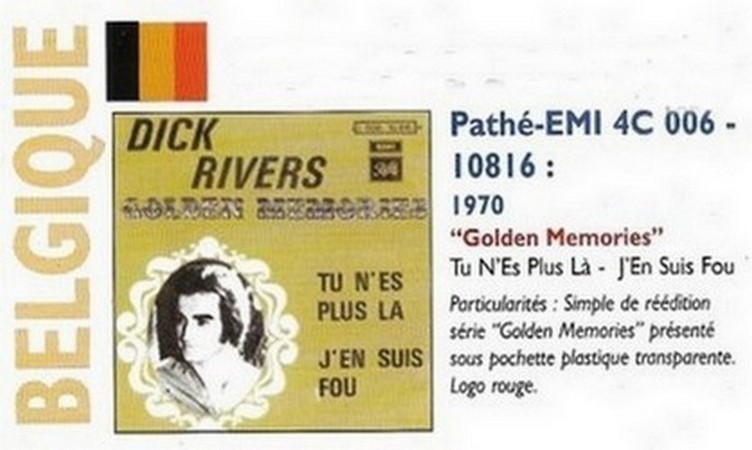 BELGIQUE
DICK
RIVERS
GOLDEN MEMORIES
TU N'ES
PLUS LA
J'EN SUIS
FOU
Pathé-EMI 4C 006 -
10816 :
1970
“Golden Memories”
Tu N'Es Plus Là - J'En Suis Fou
Particularités : Simple de réédition
série “Golden Memories” présenté
sous pochette plastique transparente.
Logo rouge.